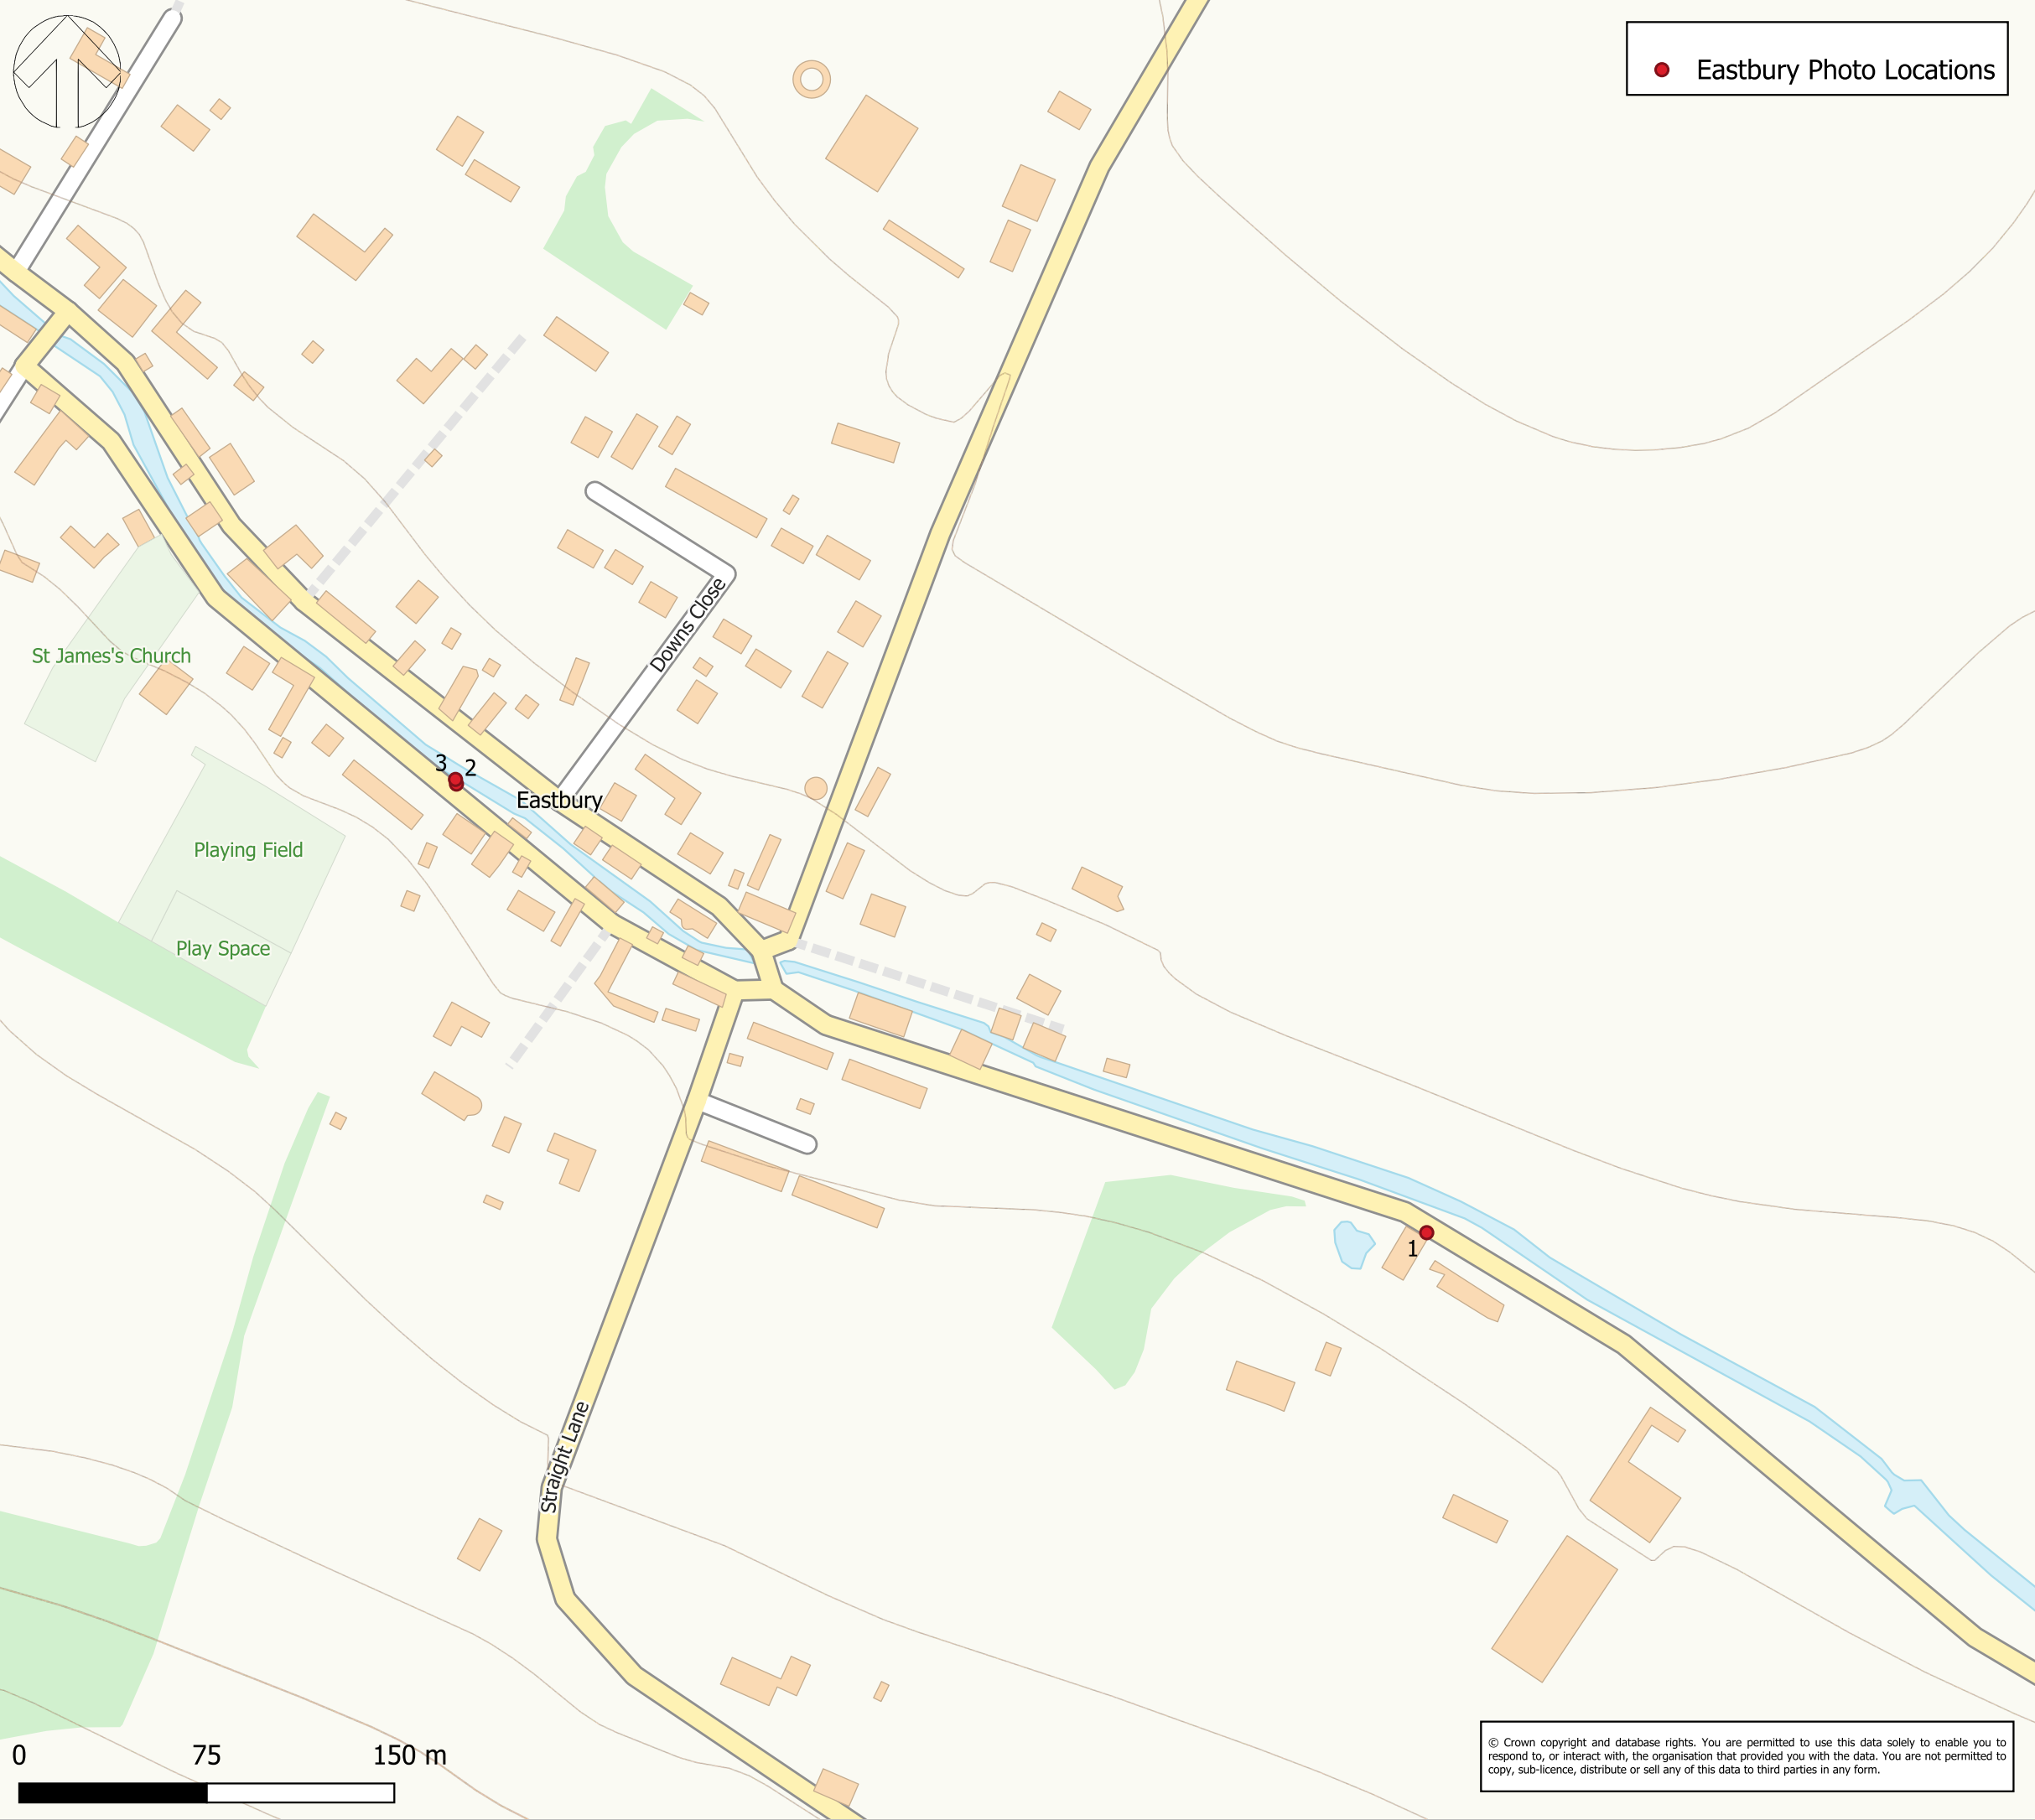 Eastbury Photo Locations
Downs Close
St James's Church
3 2
Eastbury
Playing Field
Play Space
1
Straight Lane
0 75 150 m
© Crown copyright and database rights. You are permitted to use this data solely to enable you to
respond to, or interact with, the organisation that provided you with the data. You are not permitted to
copy, sub-licence, distribute or sell any of this data to third parties in any form.